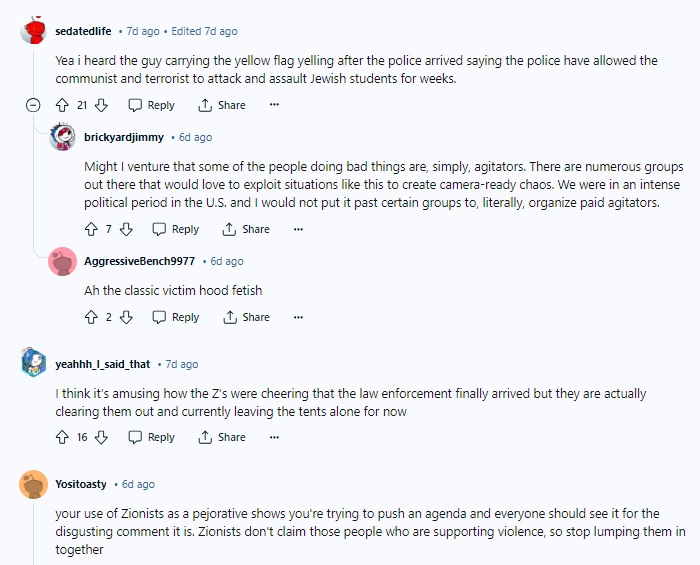 sedatedlife • 7d ago • Edited 7d ago
Yea i heard the guy carrying the yellow flag yelling after the police arrived saying the police have allowed the
communist and terrorist to attack and assault Jewish students for weeks.
21 Reply Share ...
brickyardjimmy • 6d ago
Might I venture that some of the people doing bad things are, simply, agitators. There are numerous groups
out there that would love to exploit situations like this to create camera-ready chaos. We were in an intense
political period in the U.S. and I would not put it past certain groups to, literally, organize paid agitators.
7 Reply Share ...
AggressiveBench9977 • 6d ago
Ah the classic victim hood fetish
2 Reply Share ...
yeahhh_I_said_that • 7d ago
I think it's amusing how the Z's were cheering that the law enforcement finally arrived but they are actually
clearing them out and currently leaving the tents alone for now
16 Reply Share ...
Yositoasty • 6d ago
your use of Zionists as a pejorative shows you're trying to push an agenda and everyone should see it for the
disgusting comment it is. Zionists don't claim those people who are supporting violence, so stop lumping them in
together